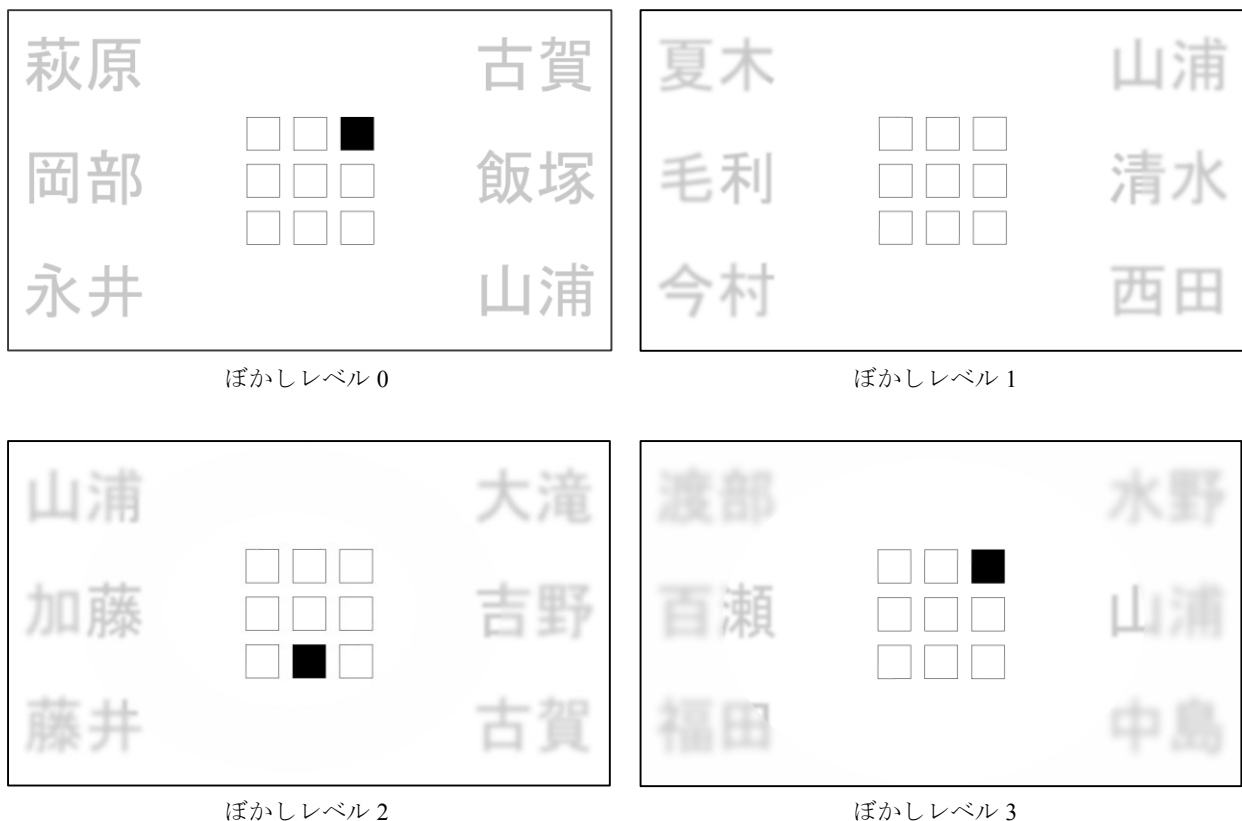 萩原 古賀
岡部 飯塚
永井 山浦
ぼかしレベル 0
夏木 山浦
毛利 清水
今村 西田
ぼかしレベル 1
山浦 大滝
加藤 吉野
藤井 古賀
ぼかしレベル 2
渡部 水野
百瀬 山浦
福田 中島
ぼかしレベル 3